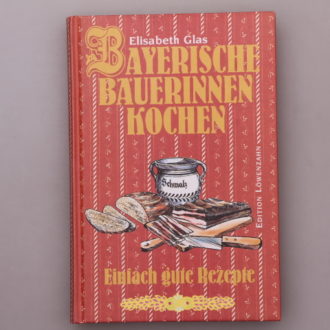 Elisabeth Glas
BAYERISCHE
BÄUERINNEN
KOCHEN
Schmalz
EDITION LÖWENZAHN
Einfach gute Rezepte